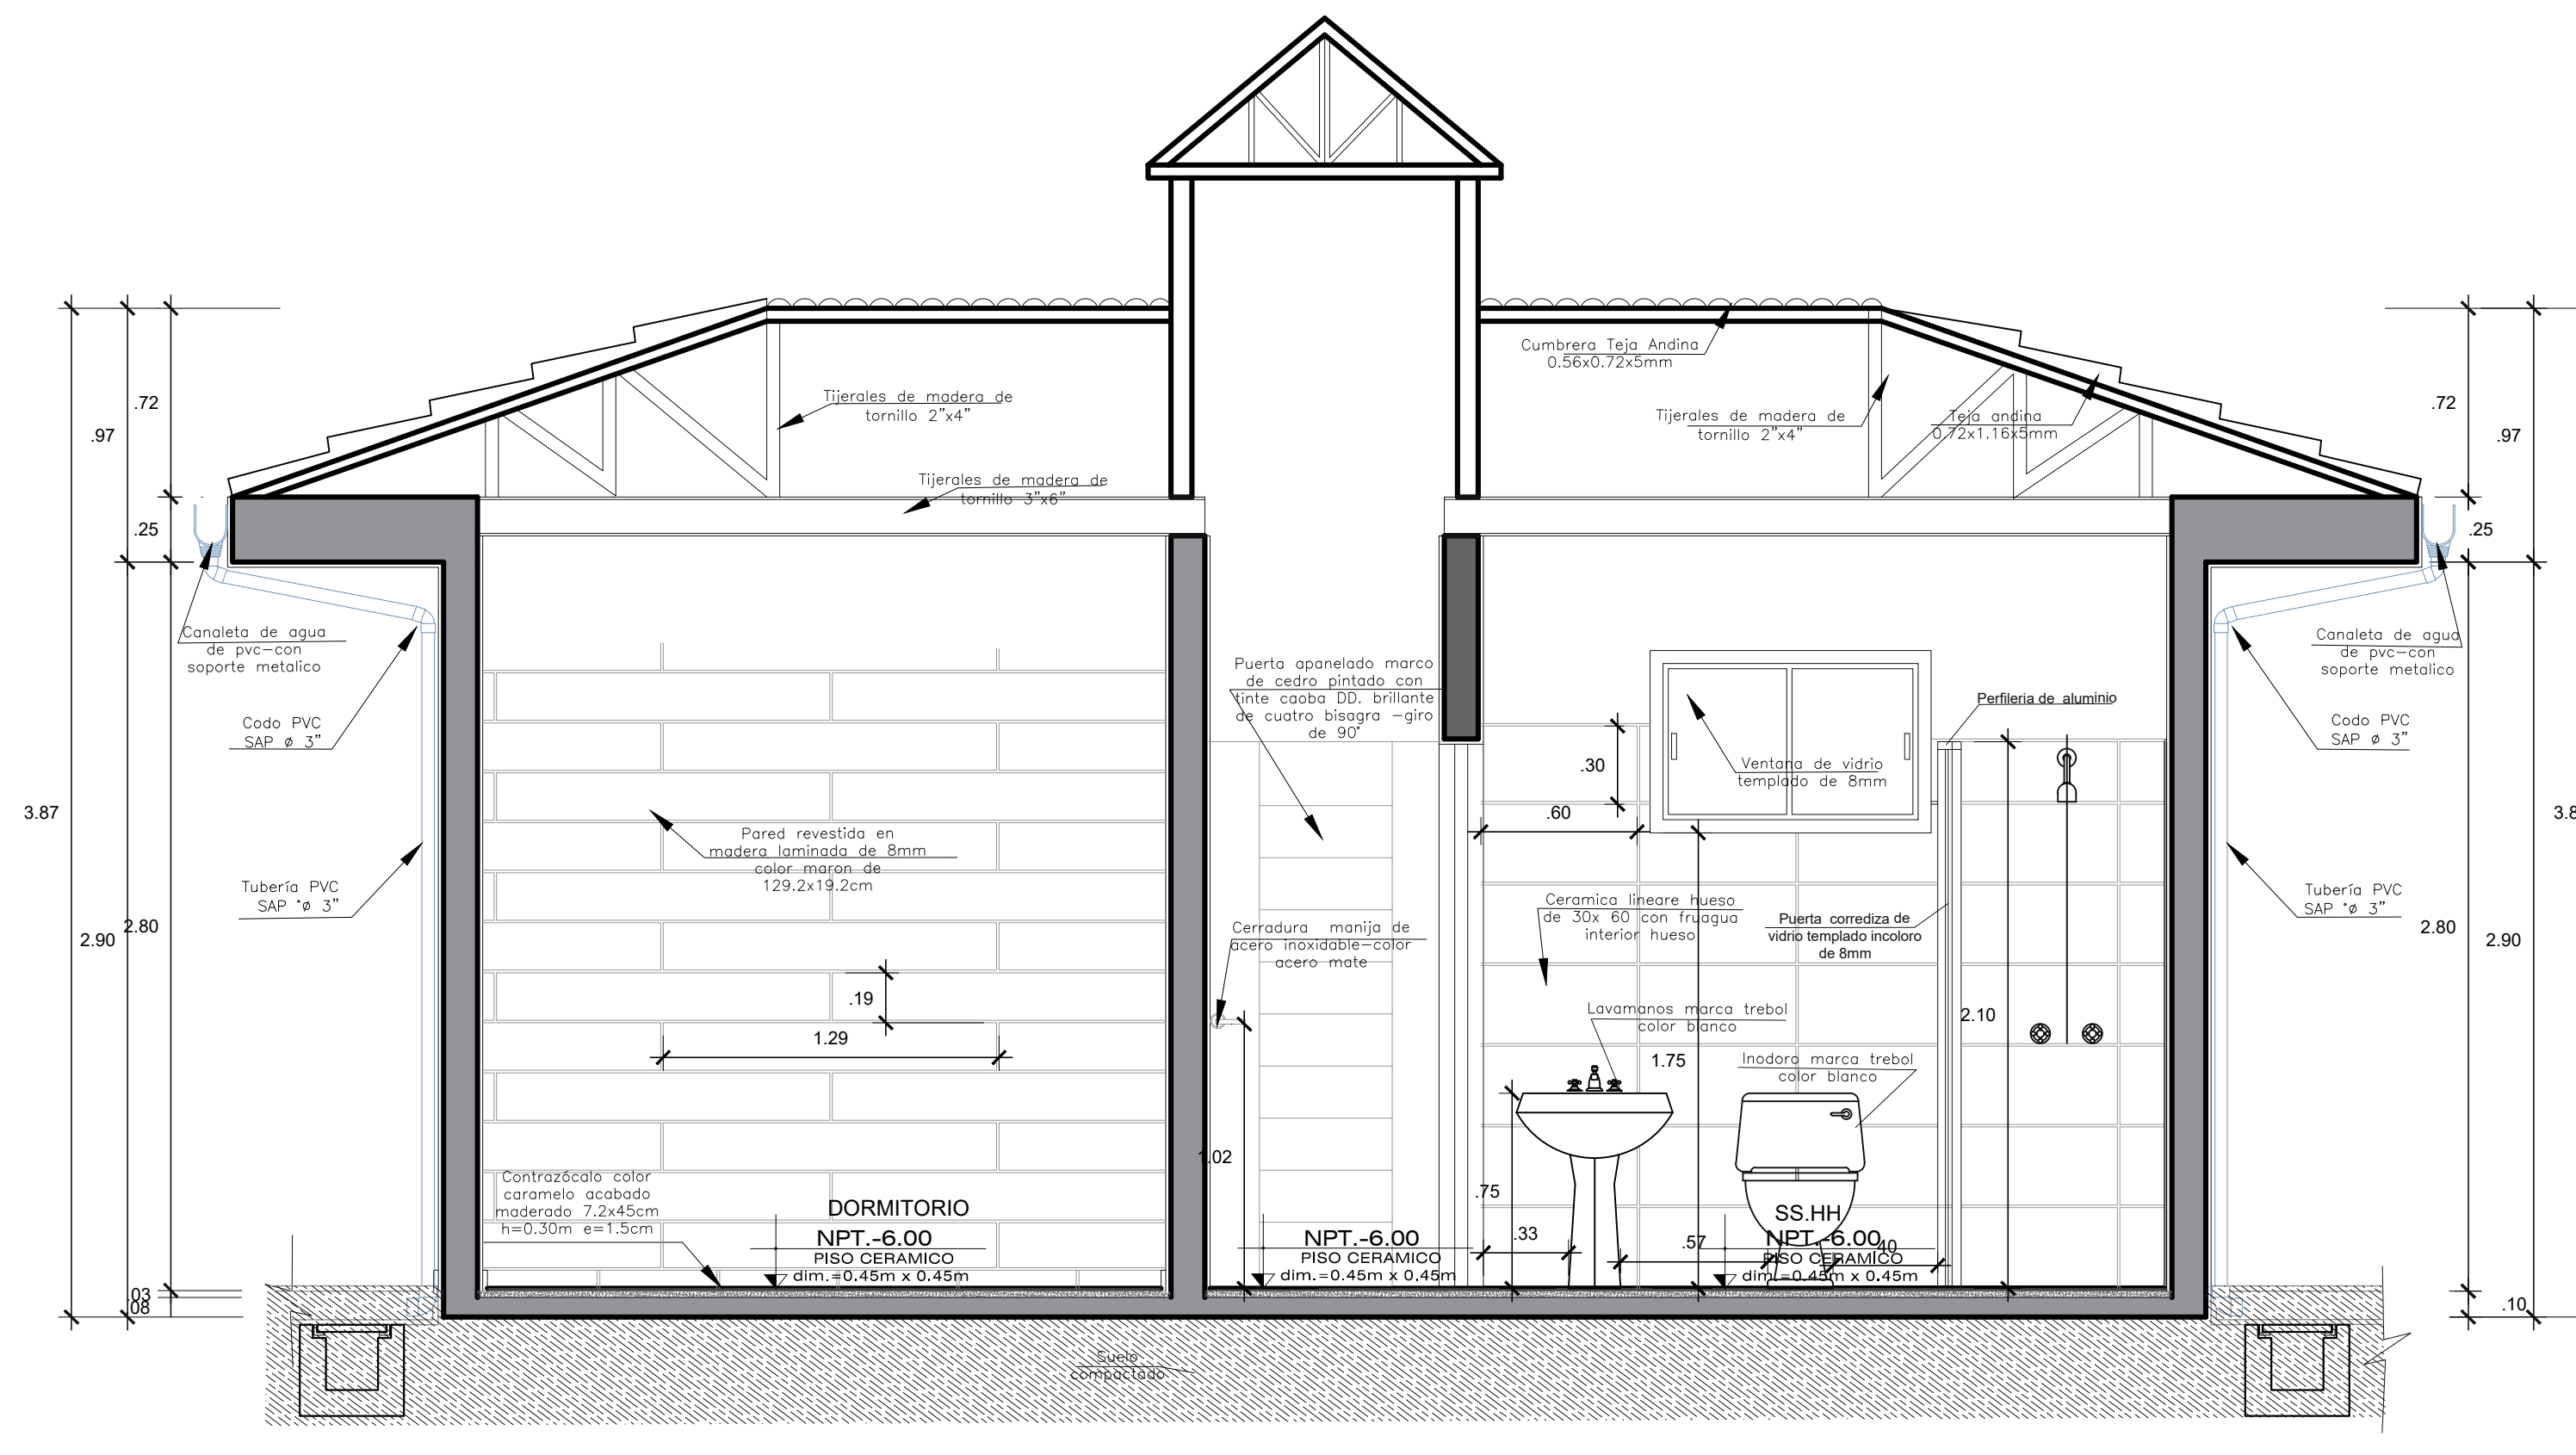 .72
.97
.25
3.87
2.90
2.80
.03
.08
Canaleta de agua
de pvc-con
soporte metalico
Codo PVC
SAP ø 3"
Tubería PVC
SAP °ø 3"
Tijerales de madera de
tornillo 2"x4"
Tijerales de madera de
tornillo 3"x6"
Pared revestida en
madera laminada de 8mm
color maron de
129.2x19.2cm
.19
1.29
Contrazócalo color
caramelo acabado
maderado 7.2x45cm
h=0.30m e=1.5cm
DORMITORIO
NPT.-6.00
PISO CERAMICO
dim.=0.45m x 0.45m
Suelo
compactado
Puerta apanelado marco
de cedro pintado con
tinte caoba DD. brillante
de cuatro bisagra -giro
de 90°
Cerradura manija de
acero inoxidable-color
acero mate
1.02
NPT.-6.00
PISO CERAMICO
dim.=0.45m x 0.45m
Cumbrera Teja Andina
0.56x0.72x5mm
Tijerales de madera de
tornillo 2"x4"
Teja andina
0.72x1.16x5mm
Perfileria de aluminio
Ventana de vidrio
templado de 8mm
.30
.60
Ceramica lineare hueso
de 30x 60 con fruagua
interior hueso
Puerta corrediza de
vidrio templado incoloro
de 8mm
Lavamanos marca trebol
color blanco
2.10
1.75
Inodoro marca trebol
color blanco
.75
.33
.57
.40
SS.HH
NPT.-6.00
PISO CERAMICO
dim.=0.45m x 0.45m
.72
.97
.25
Canaleta de agua
de pvc-con
soporte metalico
Codo PVC
SAP ø 3"
3.8
Tubería PVC
SAP °ø 3"
2.80
2.90
.10